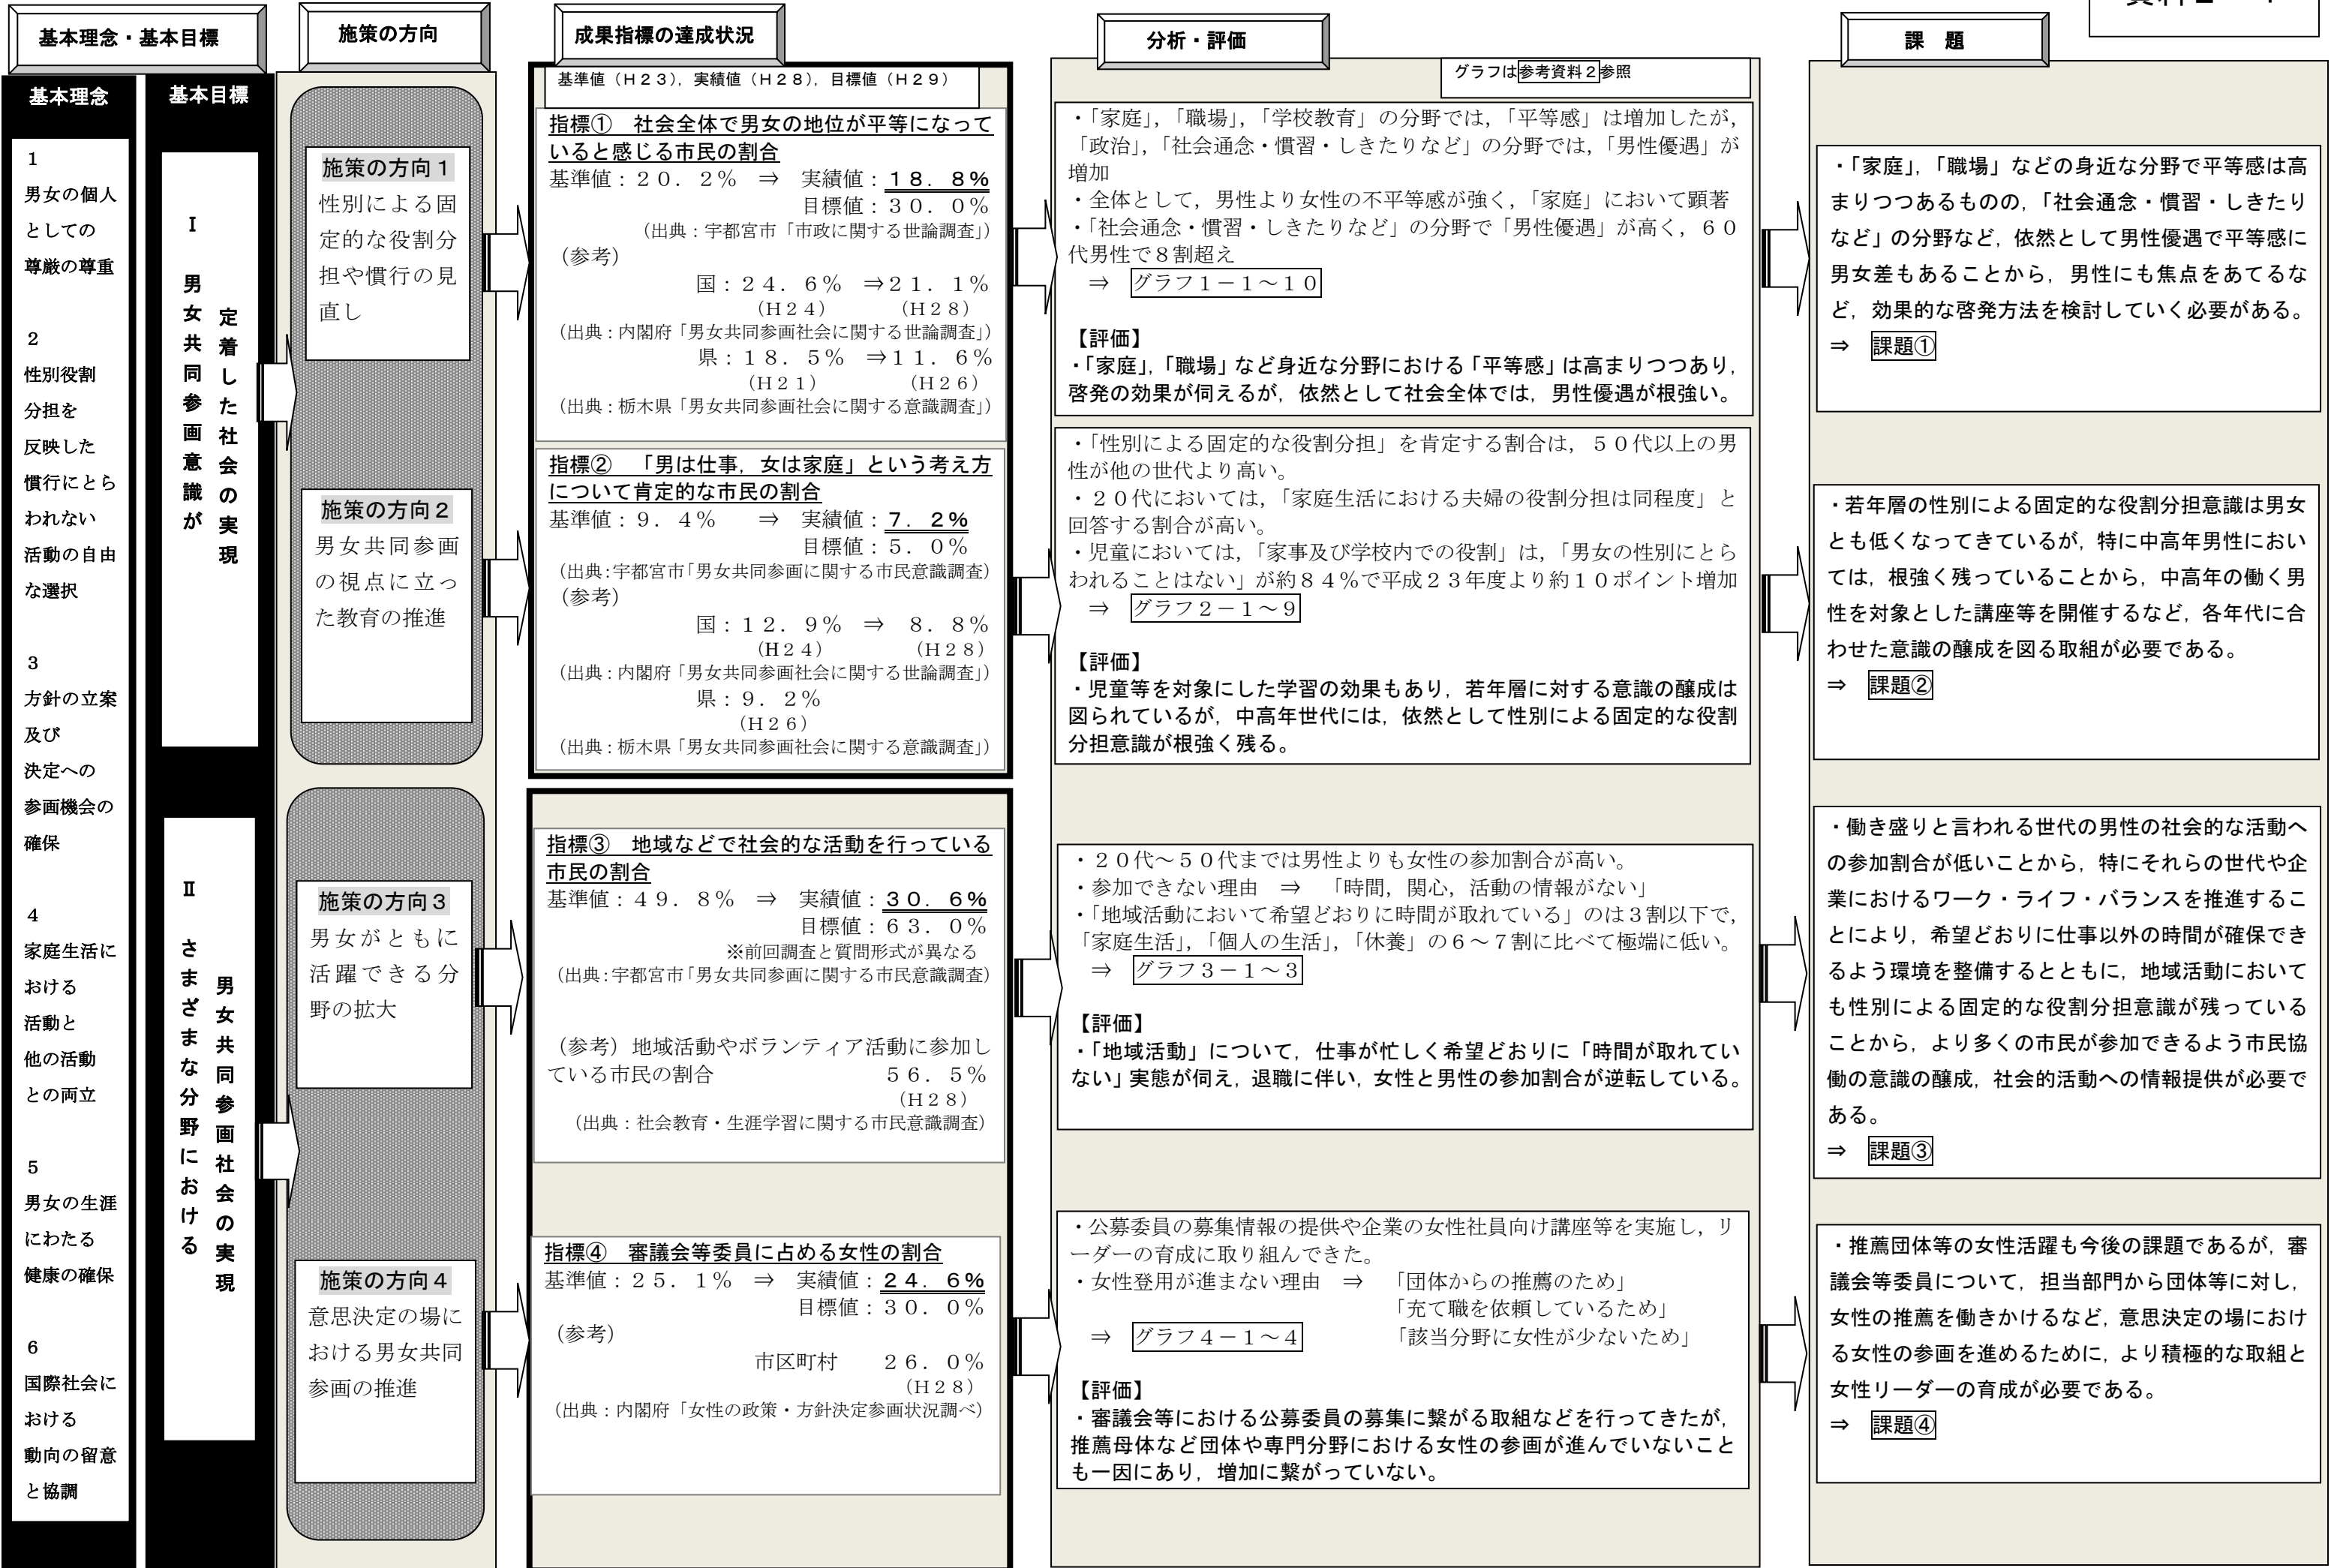 基本理念・基本目標
施策の方向
成果指標の達成状況
分析・評価
課　題
基本理念
1
男女の個人
としての
尊厳の尊重
2
性別役割
分担を
反映した
慣行にとら
われない
活動の自由
な選択
3
方針の立案
及び
決定への
参画機会の
確保
4
家庭生活に
おける
活動と
他の活動
との両立
5
男女の生涯
にわたる
健康の確保
6
国際社会に
おける
動向の留意
と協調
基本目標
Ⅰ　男女共同参画意識が
定着した社会の実現
Ⅱ　さまざまな分野における
男女共同参画社会の実現
施策の方向１
性別による固
定的な役割分
担や慣行の見
直し
施策の方向２
男女共同参画
の視点に立っ
た教育の推進
施策の方向３
男女がともに
活躍できる分
野の拡大
施策の方向４
意思決定の場に
おける男女共同
参画の推進
基準値（Ｈ２３），実績値（Ｈ２８），目標値（Ｈ２９）
指標①　社会全体で男女の地位が平等になって
いると感じる市民の割合
基準値：２０．２％　⇒　実績値：１８．８％
目標値：３０．０％
（出典：宇都宮市「市政に関する世論調査」）
（参考）
国：２４．６％　⇒２１．１％
（Ｈ２４）　（Ｈ２８）
（出典：内閣府「男女共同参画社会に関する世論調査」）
県：１８．５％　⇒１１．６％
（Ｈ２１）　（Ｈ２６）
（出典：栃木県「男女共同参画社会に関する意識調査」）
指標②　「男は仕事，女は家庭」という考え方
について肯定的な市民の割合
基準値：９．４％　⇒　実績値：７．２％
目標値：５．０％
（出典：宇都宮市「男女共同参画に関する市民意識調査）
（参考）
国：１２．９％　⇒　８．８％
（Ｈ２４）　（Ｈ２８）
（出典：内閣府「男女共同参画社会に関する世論調査」）
県：９．２％
（Ｈ２６）
（出典：栃木県「男女共同参画社会に関する意識調査」）
指標③　地域などで社会的な活動を行っている
市民の割合
基準値：４９．８％　⇒　実績値：３０．６％
目標値：６３．０％
※前回調査と質問形式が異なる
（出典：宇都宮市「男女共同参画に関する市民意識調査）
（参考）地域活動やボランティア活動に参加し
ている市民の割合　５６．５％
（Ｈ２８）
（出典：社会教育・生涯学習に関する市民意識調査）
指標④　審議会等委員に占める女性の割合
基準値：２５．１％　⇒　実績値：２４．６％
目標値：３０．０％
（参考）
市区町村　２６．０％
（Ｈ２８）
（出典：内閣府「女性の政策・方針決定参画状況調べ）
グラフは参考資料２参照
・「家庭」，「職場」，「学校教育」の分野では，「平等感」は増加したが，
「政治」，「社会通念・慣習・しきたりなど」の分野では，「男性優遇」が
増加
・全体として，男性より女性の不平等感が強く，「家庭」において顕著
・「社会通念・慣習・しきたりなど」の分野で「男性優遇」が高く，６０
代男性で８割超え
⇒　グラフ１－１～１０
【評価】
・「家庭」，「職場」など身近な分野における「平等感」は高まりつつあり，
啓発の効果が伺えるが，依然として社会全体では，男性優遇が根強い。
・「性別による固定的な役割分担」を肯定する割合は，５０代以上の男
性が他の世代より高い。
・２０代においては，「家庭生活における夫婦の役割分担は同程度」と
回答する割合が高い。
・児童においては，「家事及び学校内での役割」は，「男女の性別にとら
われることはない」が約８４％で平成２３年度より約１０ポイント増加
⇒　グラフ２－１～９
【評価】
・児童等を対象にした学習の効果もあり，若年層に対する意識の醸成は
図られているが，中高年世代には，依然として性別による固定的な役割
分担意識が根強く残る。
・２０代～５０代までは男性よりも女性の参加割合が高い。
・参加できない理由　⇒　「時間，関心，活動の情報がない」
・「地域活動において希望どおりに時間が取れている」のは３割以下で，
「家庭生活」，「個人の生活」，「休養」の６～７割に比べて極端に低い。
⇒　グラフ３－１～３
【評価】
・「地域活動」について，仕事が忙しく希望どおりに「時間が取れてい
ない」実態が伺え，退職に伴い，女性と男性の参加割合が逆転している。
・公募委員の募集情報の提供や企業の女性社員向け講座等を実施し，リ
ーダーの育成に取り組んできた。
・女性登用が進まない理由　⇒　「団体からの推薦のため」
「充て職を依頼しているため」
⇒　グラフ４－１～４　「該当分野に女性が少ないため」
【評価】
・審議会等における公募委員の募集に繋がる取組などを行ってきたが，
推薦母体など団体や専門分野における女性の参画が進んでいないこと
も一因にあり，増加に繋がっていない。
・「家庭」，「職場」などの身近な分野で平等感は高
まりつつあるものの，「社会通念・慣習・しきたり
など」の分野など，依然として男性優遇で平等感に
男女差もあることから，男性にも焦点をあてるな
ど，効果的な啓発方法を検討していく必要がある。
⇒　課題①
・若年層の性別による固定的な役割分担意識は男女
とも低くなってきているが，特に中高年男性におい
ては，根強く残っていることから，中高年の働く男
性を対象とした講座等を開催するなど，各年代に合
わせた意識の醸成を図る取組が必要である。
⇒　課題②
・働き盛りと言われる世代の男性の社会的な活動へ
の参加割合が低いことから，特にそれらの世代や企
業におけるワーク・ライフ・バランスを推進するこ
とにより，希望どおりに仕事以外の時間が確保でき
るよう環境を整備するとともに，地域活動において
も性別による固定的な役割分担意識が残っている
ことから，より多くの市民が参加できるよう市民協
働の意識の醸成，社会的活動への情報提供が必要で
ある。
⇒　課題③
・推薦団体等の女性活躍も今後の課題であるが，審
議会等委員について，担当部門から団体等に対し，
女性の推薦を働きかけるなど，意思決定の場におけ
る女性の参画を進めるために，より積極的な取組と
女性リーダーの育成が必要である。
⇒　課題④